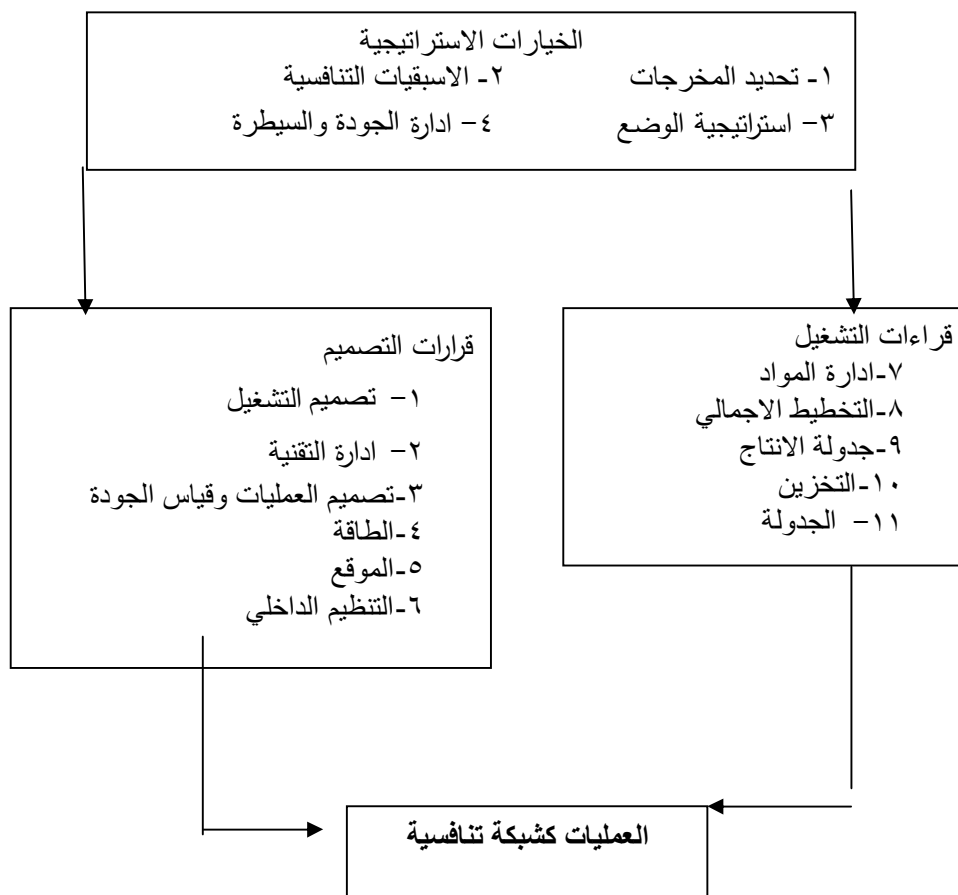 الخيارات الاستراتيجية
١- تحديد المخرجات ٢- الاسبقيات التنافسية
٣- استراتيجية الوضع ٤- ادارة الجودة والسيطرة
قراءات التشغيل
٧-ادارة المواد
٨-التخطيط الاجمالي
٩-جدولة الانتاج
١٠-التخزين
١١- الجدولة
قرارات التصميم
١- تصميم التشغيل
٢- ادارة التقنية
٣-تصميم العمليات وقياس الجودة
٤-الطاقة
٥-الموقع
٦-التنظيم الداخلي
العمليات كشبكة تنافسية